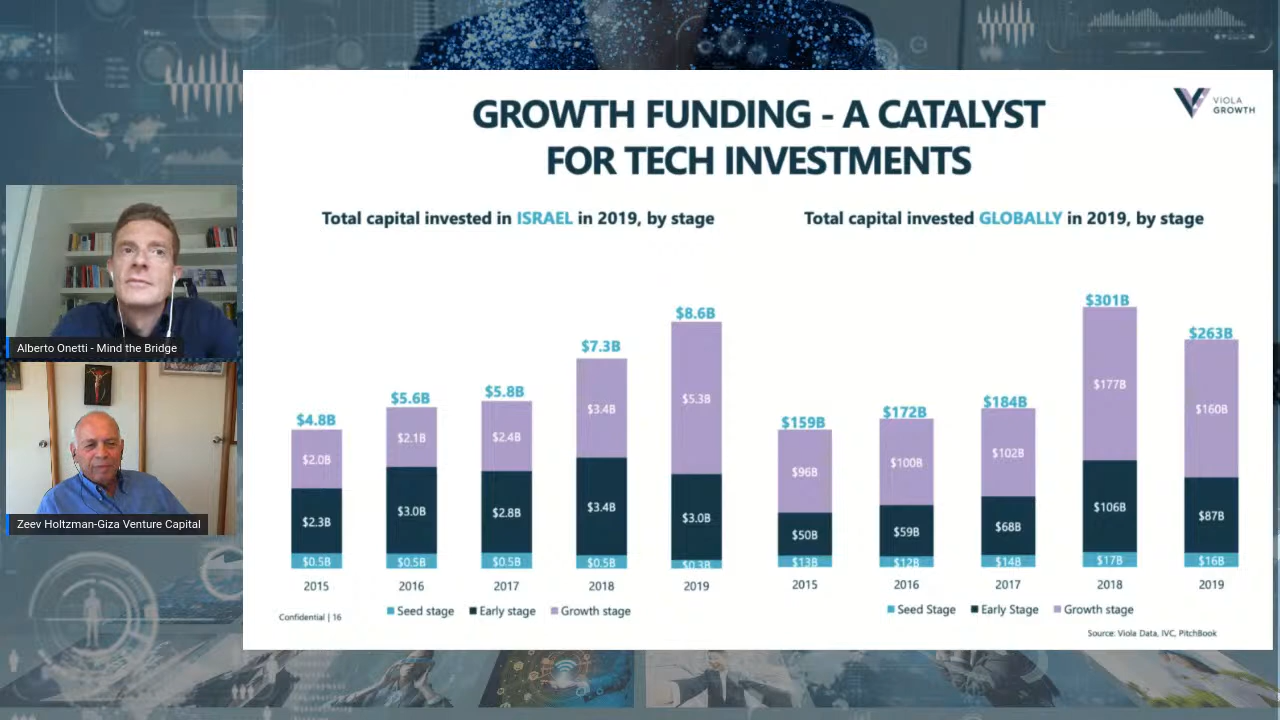 GROWTH FUNDING - A CATALYST
FOR TECH INVESTMENTS
VIOLA
GROWTH
Total capital invested in ISRAEL in 2019, by stage
$4.8B
$2.0B
$2.3B
$0.5B
2015
$5.6B
$2.1B
$3.0B
$0.5B
2016
$5.8B
$2.4B
$2.8B
$0.5B
2017
$7.3B
$3.4B
$3.4B
$0.5B
2018
$8.6B
$5.3B
$3.0B
$0.3B
2019
Seed stage Early stage Growth stage
Confidential | 16
Total capital invested GLOBALLY in 2019, by stage
$159B
$96B
$50B
$13B
2015
$172B
$100B
$59B
$12B
2016
$184B
$102B
$68B
$14B
2017
$301B
$177B
$106B
$17B
2018
$263B
$160B
$87B
$16B
2019
Seed Stage Early Stage Growth stage
Source: Viola Data, IVC, PitchBook
Alberto Onetti - Mind the Bridge
Zeev Holtzman-Giza Venture Capital